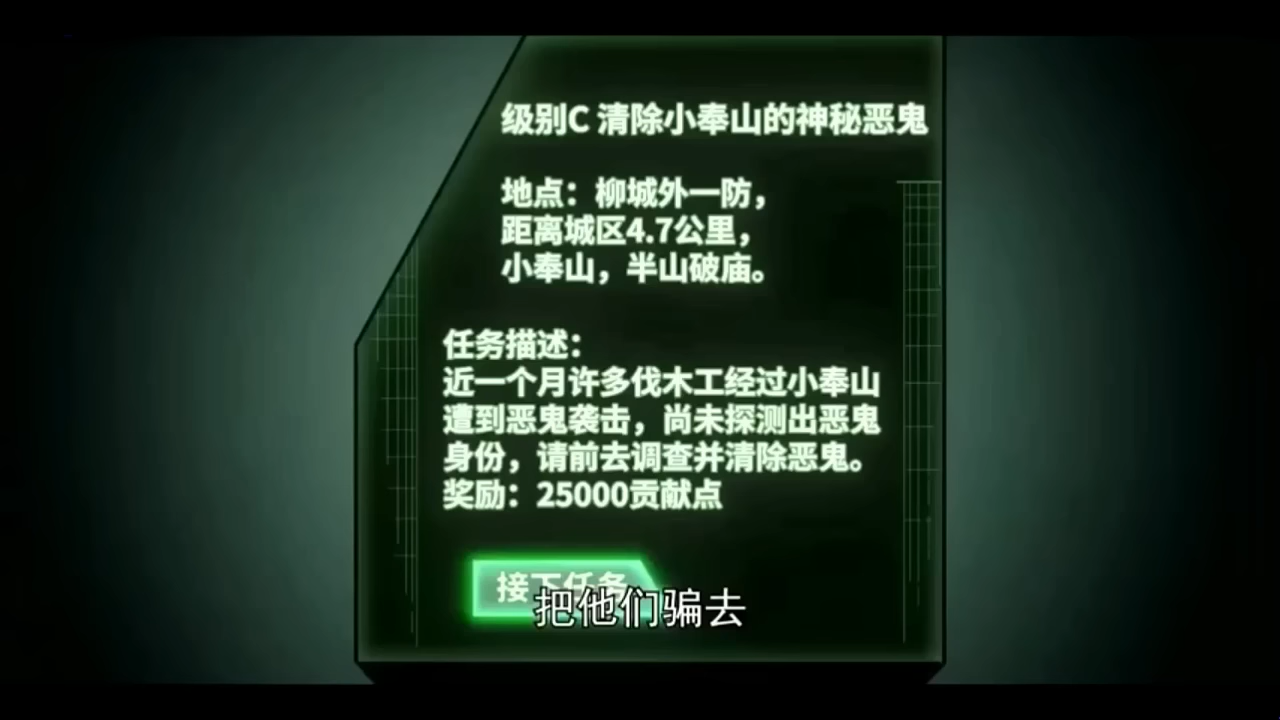 级别C 清除小奉山的神秘恶鬼
地点：柳城外一防，
距离城区4.7公里，
小奉山，半山破庙。
任务描述：
近一个月许多伐木工经过小奉山
遭到恶鬼袭击，尚未探测出恶鬼
身份，请前去调查并清除恶鬼。
奖励：25000贡献点
接下任务
把他们骗去